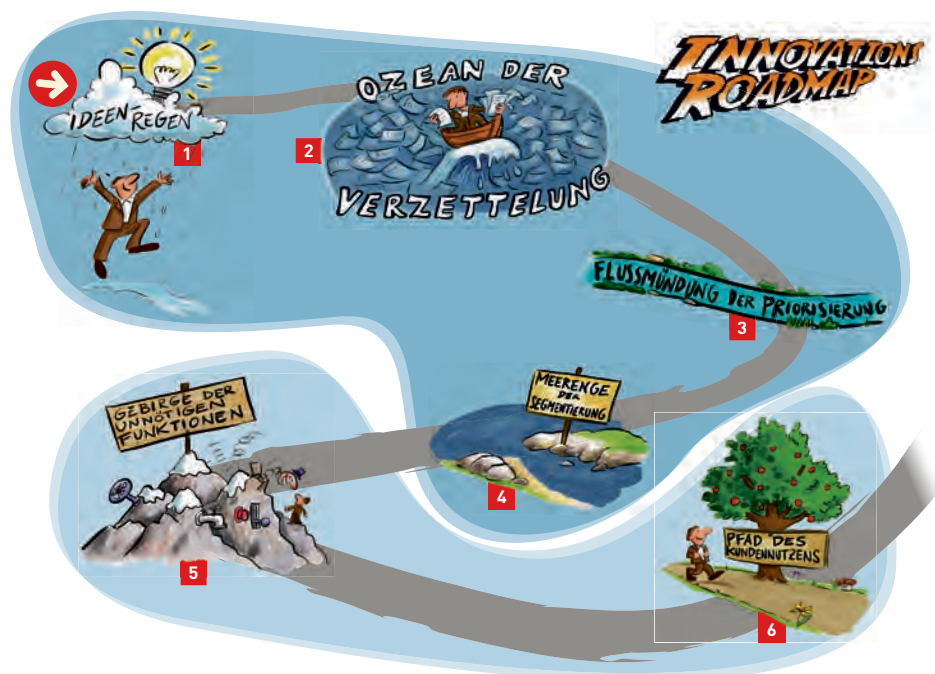 INNOVATIONS
ROADMAP
IDEEN-REGEN
1
OZEAN DER
VERZETTELUNG
2
FLUSSMÜNDUNG DER PRIORISIERUNG
3
MEERENGE
DER
SEGMENTIERUNG
4
GEBIRGE DER
UNNÖTIGEN
FUNKTIONEN
5
PFAD DES
KUNDENNUTZENS
6